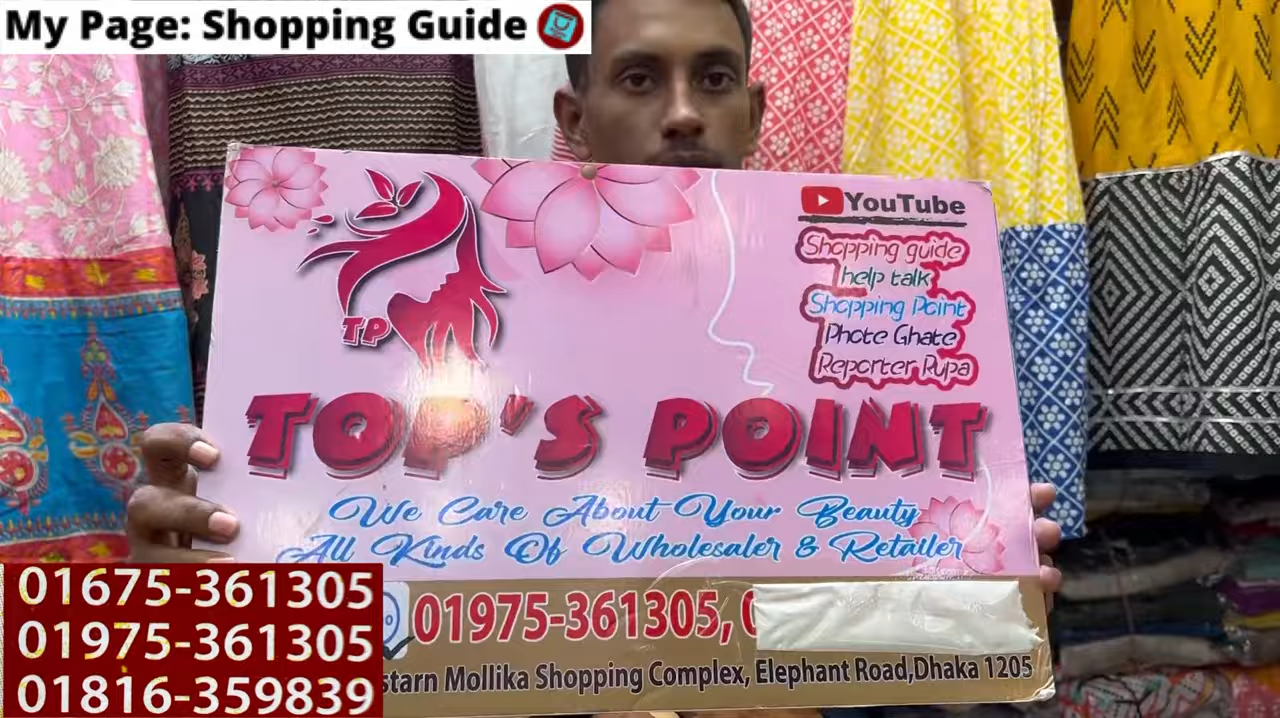 My Page: Shopping Guide
YouTube
Shopping guide
help talk
Shopping Point
Phote Ghate
Reporter Rupa
TP
TOP'S POINT
We Care About Your Beauty
All Kinds Of Wholesaler & Retailer
01975-361305, 0
starn Mollika Shopping Complex, Elephant Road,Dhaka 1205
01675-361305
01975-361305
01816-359839